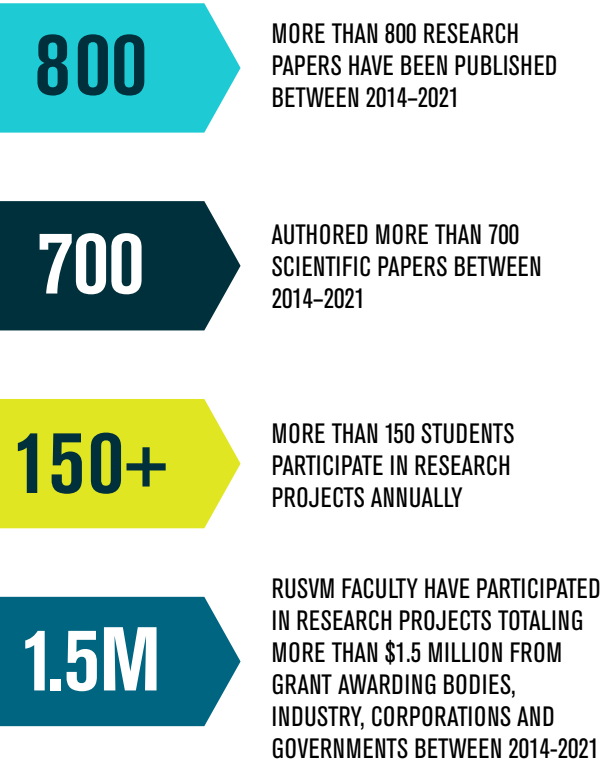 800
MORE THAN 800 RESEARCH
PAPERS HAVE BEEN PUBLISHED
BETWEEN 2014–2021
700
AUTHORED MORE THAN 700
SCIENTIFIC PAPERS BETWEEN
2014–2021
150+
MORE THAN 150 STUDENTS
PARTICIPATE IN RESEARCH
PROJECTS ANNUALLY
1.5M
RUSVM FACULTY HAVE PARTICIPATED
IN RESEARCH PROJECTS TOTALING
MORE THAN $1.5 MILLION FROM
GRANT AWARDING BODIES,
INDUSTRY, CORPORATIONS AND
GOVERNMENTS BETWEEN 2014-2021